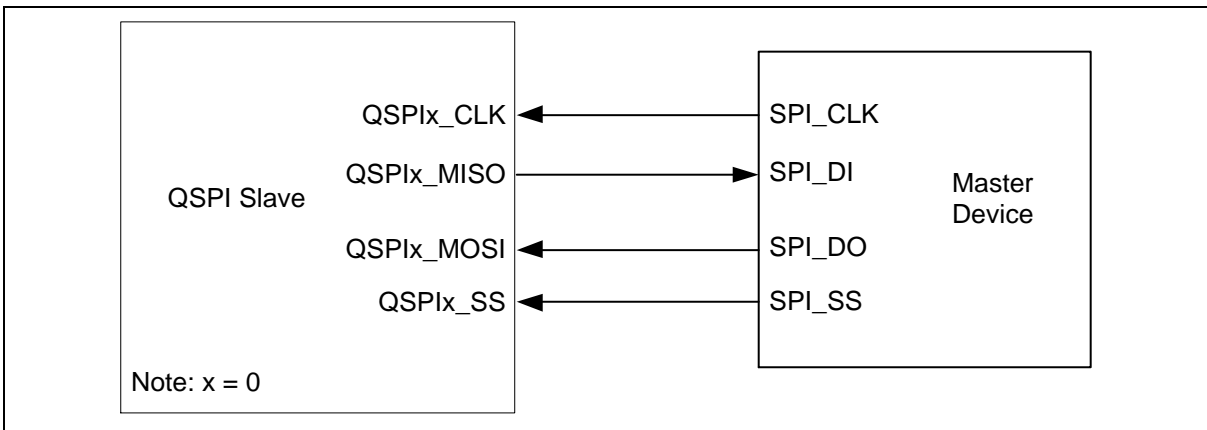 QSPIx_CLK
SPI_CLK
QSPIx_MISO
SPI_DI
QSPI Slave
Master
Device
QSPIx_MOSI
SPI_DO
QSPIx_SS
SPI_SS
Note: x = 0